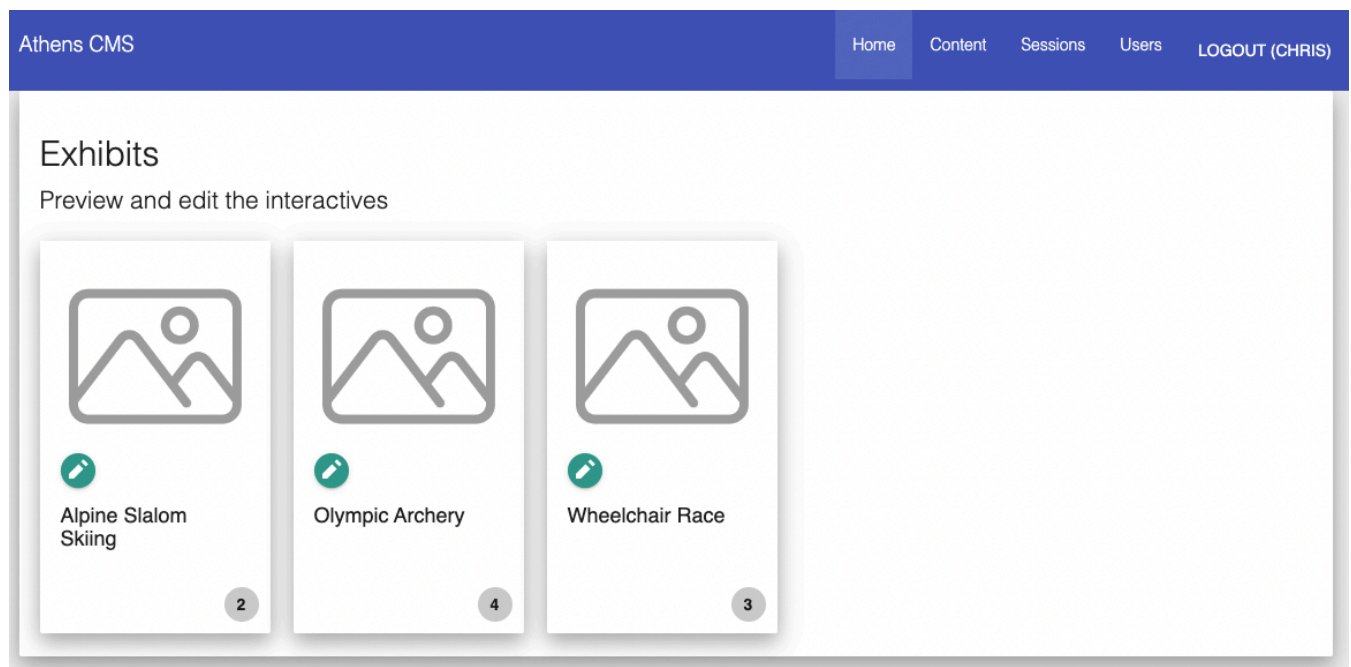 Athens CMS
Home Content Sessions Users LOGOUT (CHRIS)
Exhibits
Preview and edit the interactives
Alpine Slalom
Skiing
2
Olympic Archery
4
Wheelchair Race
3